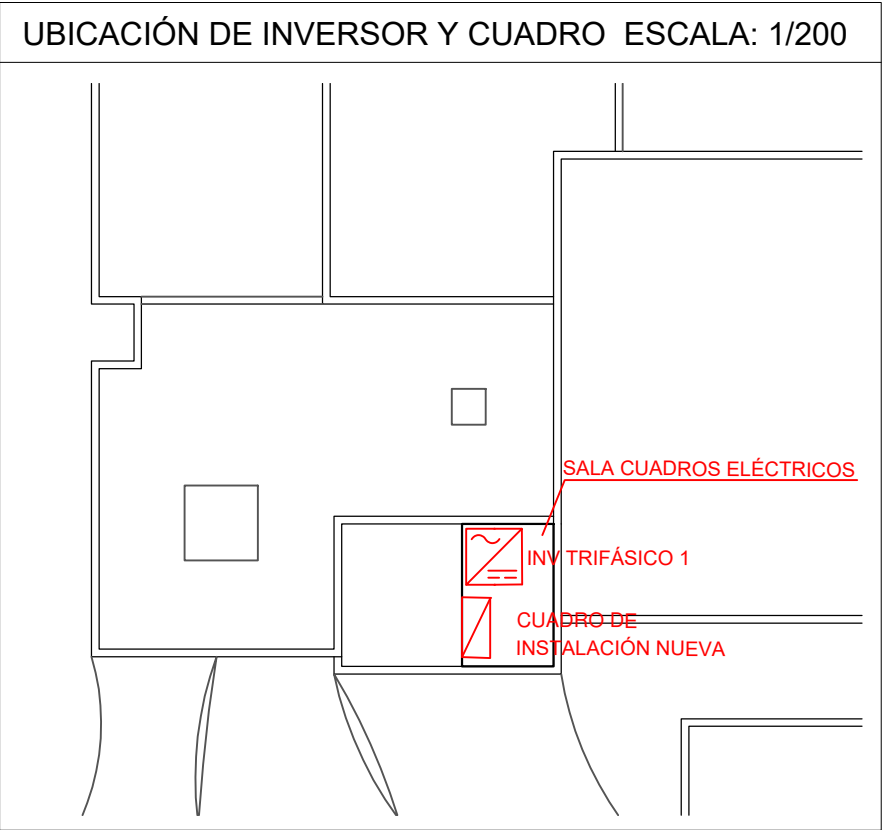 UBICACIÓN DE INVERSOR Y CUADRO ESCALA: 1/200
SALA CUADROS ELÉCTRICOS
INV TRIFÁSICO 1
CUADRO DE
INSTALACIÓN NUEVA